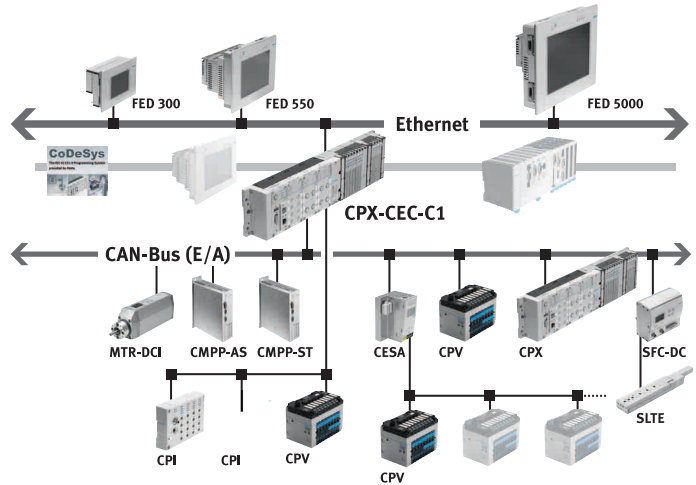 FED 300
FED 550
FED 5000
Ethernet
CoDeSys
CPX-CEC-C1
CAN-Bus (E/A)
MTR-DCI
CMPP-AS
CMPP-ST
CESA
CPV
CPX
SFC-DC
SLTE
CPI
CPI
CPV
CPV